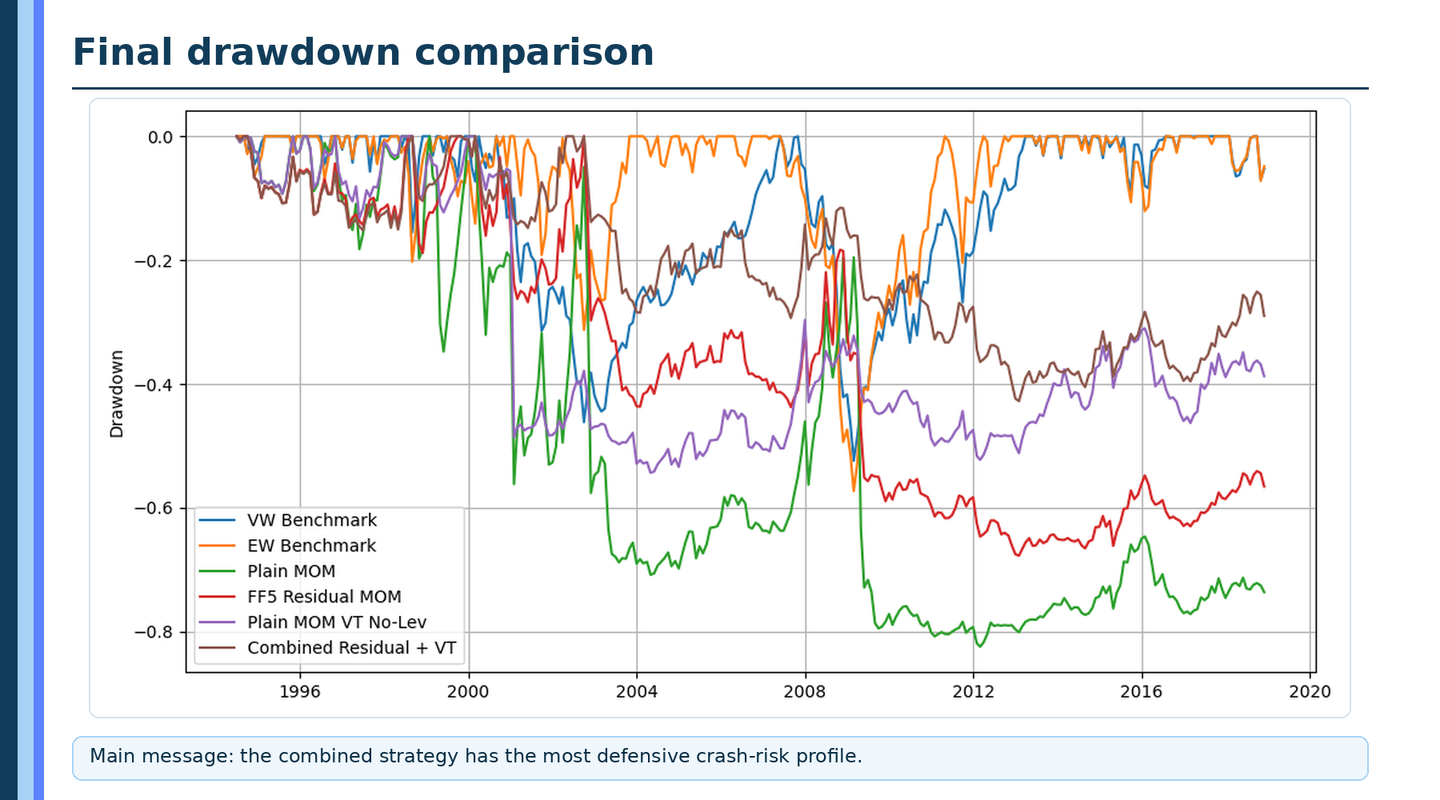 Final drawdown comparison
0.0
−0.2
−0.4
−0.6
−0.8
Drawdown
VW Benchmark
EW Benchmark
Plain MOM
FF5 Residual MOM
Plain MOM VT No-Lev
Combined Residual + VT
1996 2000 2004 2008 2012 2016 2020
Main message: the combined strategy has the most defensive crash-risk profile.